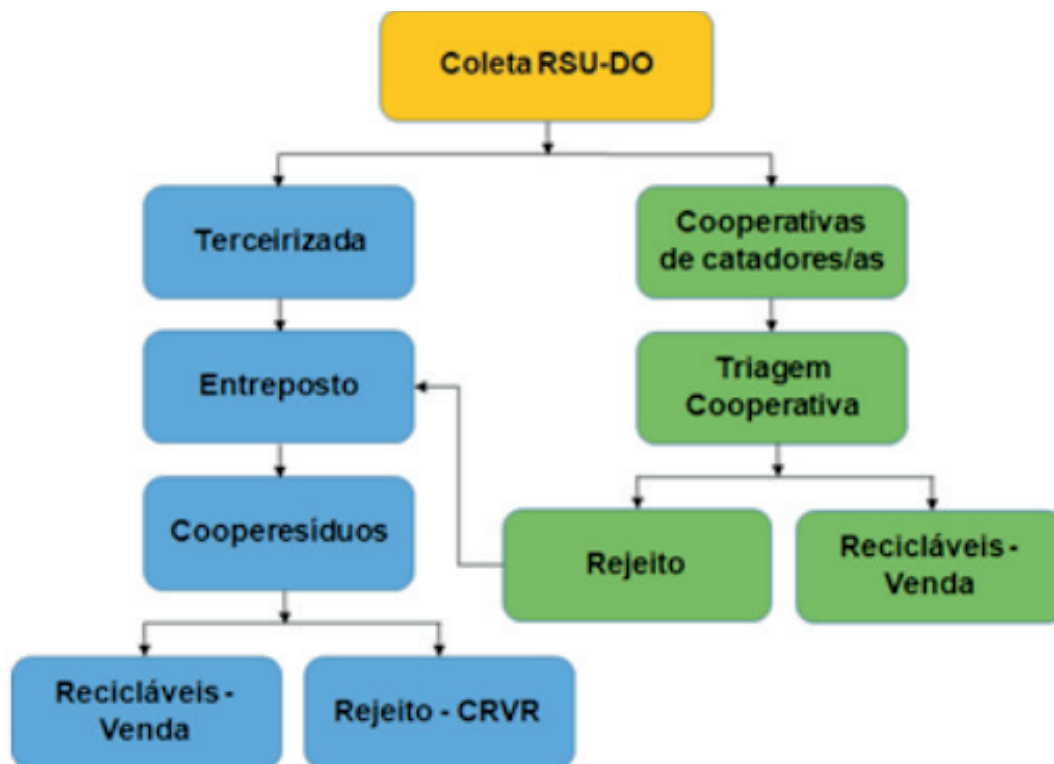 Coleta RSU-DO
Terceirizada
Cooperativas
de catadores/as
Entreposto
Triagem
Cooperativa
Cooperesíduos
Rejeito
Recicláveis -
Venda
Recicláveis -
Venda
Rejeito - CRVR